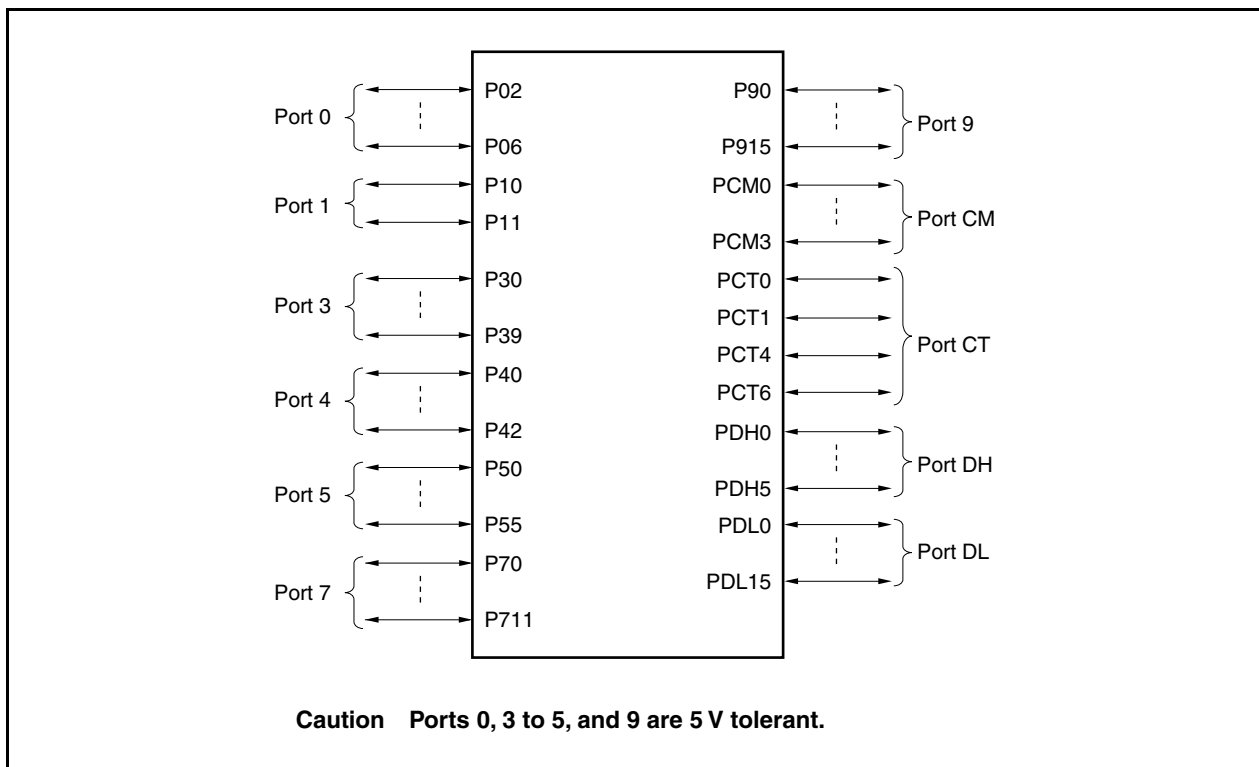 Port 0
P02
P06
Port 1
P10
P11
Port 3
P30
P39
Port 4
P40
P42
Port 5
P50
P55
Port 7
P70
P711
P90
P915
Port 9
PCM0
PCM3
Port CM
PCT0
PCT1
PCT4
PCT6
Port CT
PDH0
PDH5
Port DH
PDL0
PDL15
Port DL
Caution Ports 0, 3 to 5, and 9 are 5 V tolerant.